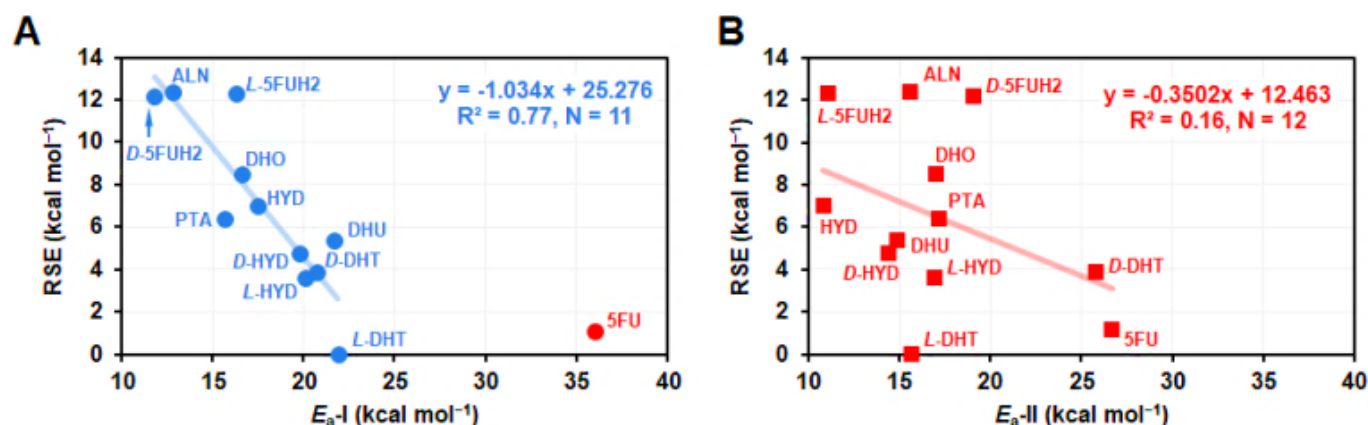 A
RSE (kcal mol⁻¹)
14
12
10
8
6
4
2
0
ALN
L-5FUH2
D-5FUH2
DHO
HYD
PTA
DHU
D-HYD
D-DHT
L-HYD
L-DHT
5FU
y = -1.034x + 25.276
R² = 0.77, N = 11
10 15 20 25 30 35 40
Eₐ-I (kcal mol⁻¹)
B
RSE (kcal mol⁻¹)
14
12
10
8
6
4
2
0
ALN
D-5FUH2
L-5FUH2
DHO
PTA
HYD
DHU
D-HYD
L-HYD
D-DHT
L-DHT
5FU
y = -0.3502x + 12.463
R² = 0.16, N = 12
10 15 20 25 30 35 40
Eₐ-II (kcal mol⁻¹)